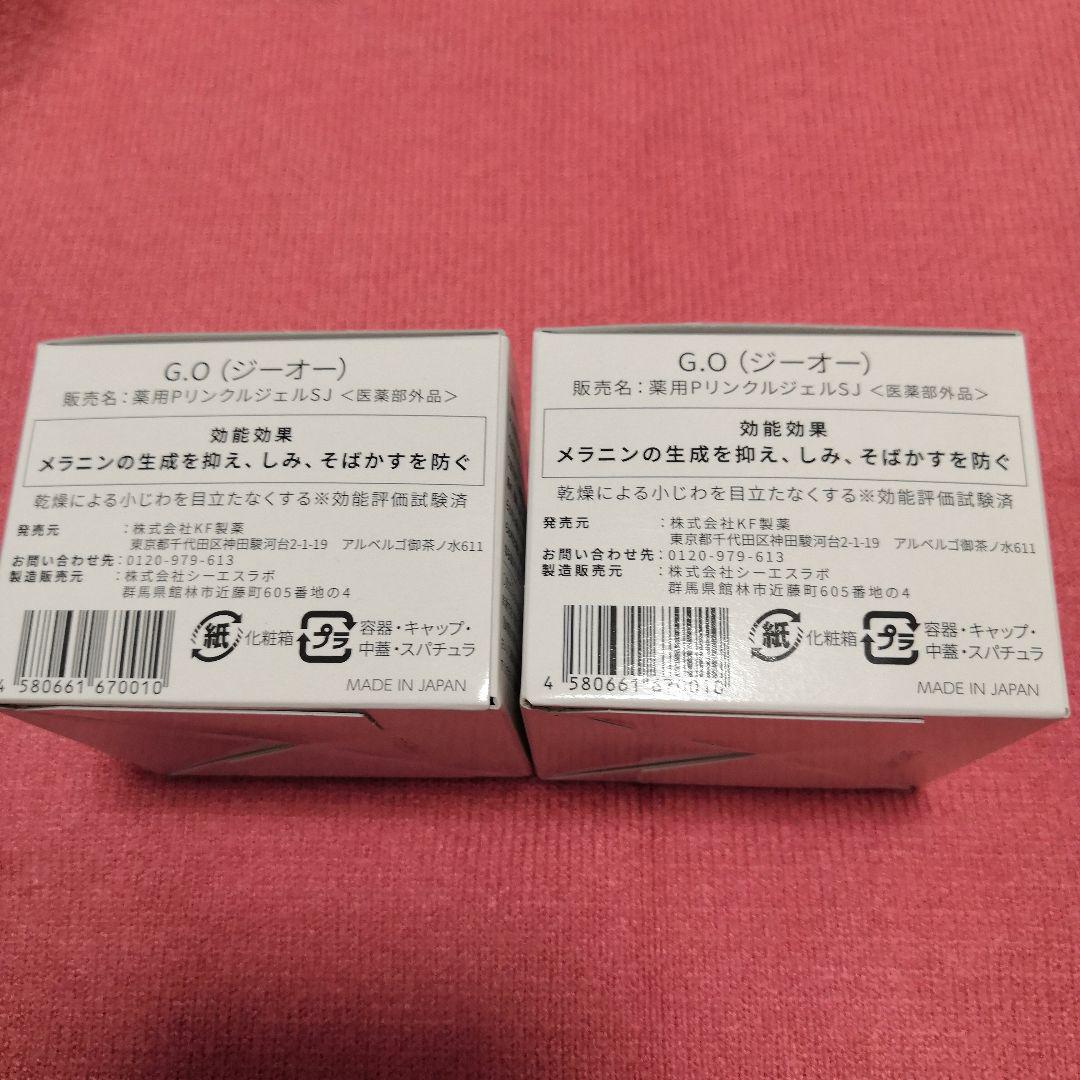 G.O（ジーオー）
販売名：薬用PリンクルジェルSJ＜医薬部外品＞
効能効果
メラニンの生成を抑え、しみ、そばかすを防ぐ
乾燥による小じわを目立たなくする※効能評価試験済
発売元：株式会社KF製薬
東京都千代田区神田駿河台2-1-19 アルベルゴ御茶ノ水611
お問い合わせ先：0120-979-613
製造販売元：株式会社シーエスラボ
群馬県館林市近藤町605番地の4
紙 化粧箱 プラ 容器・キャップ・
中蓋・スパチュラ
4 580661 670010
MADE IN JAPAN
G.O（ジーオー）
販売名：薬用PリンクルジェルSJ＜医薬部外品＞
効能効果
メラニンの生成を抑え、しみ、そばかすを防ぐ
乾燥による小じわを目立たなくする※効能評価試験済
発売元：株式会社KF製薬
東京都千代田区神田駿河台2-1-19 アルベルゴ御茶ノ水611
お問い合わせ先：0120-979-613
製造販売元：株式会社シーエスラボ
群馬県館林市近藤町605番地の4
紙 化粧箱 プラ 容器・キャップ・
中蓋・スパチュラ
4 580661 670010
MADE IN JAPAN